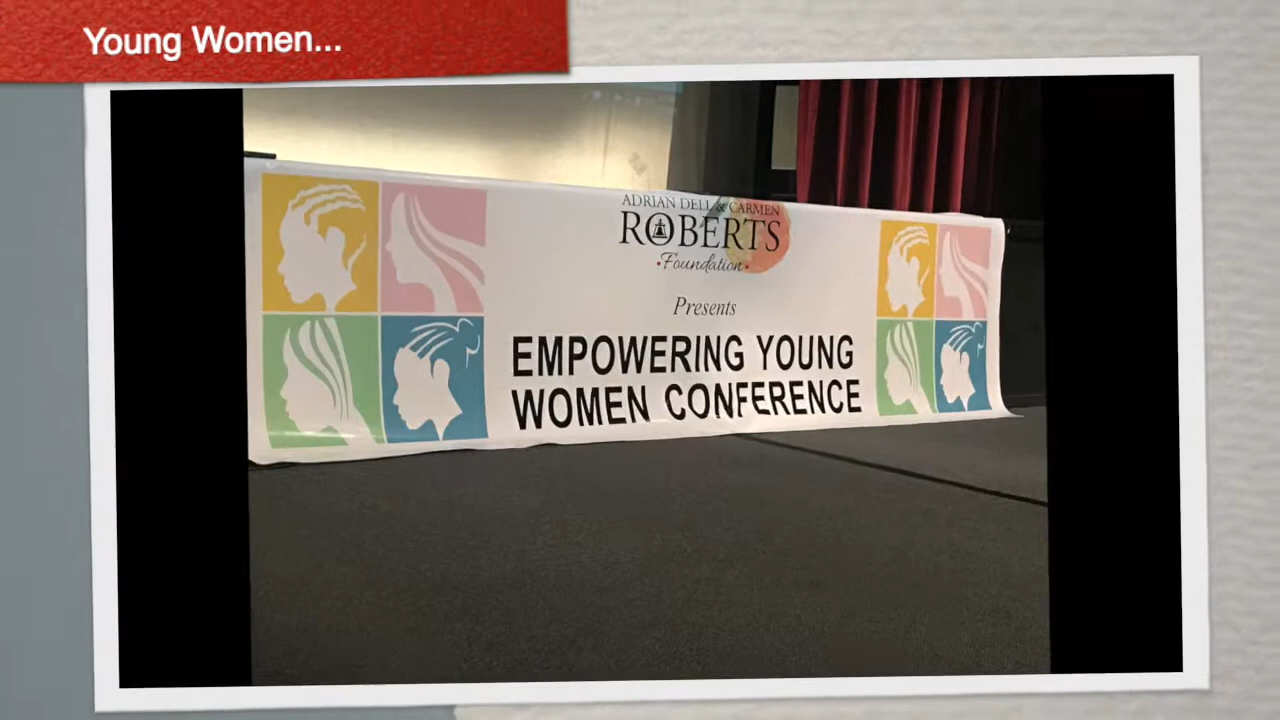 Young Women...
ADRIAN DELL & CARMEN
ROBERTS
• Foundation •
Presents
EMPOWERING YOUNG
WOMEN CONFERENCE